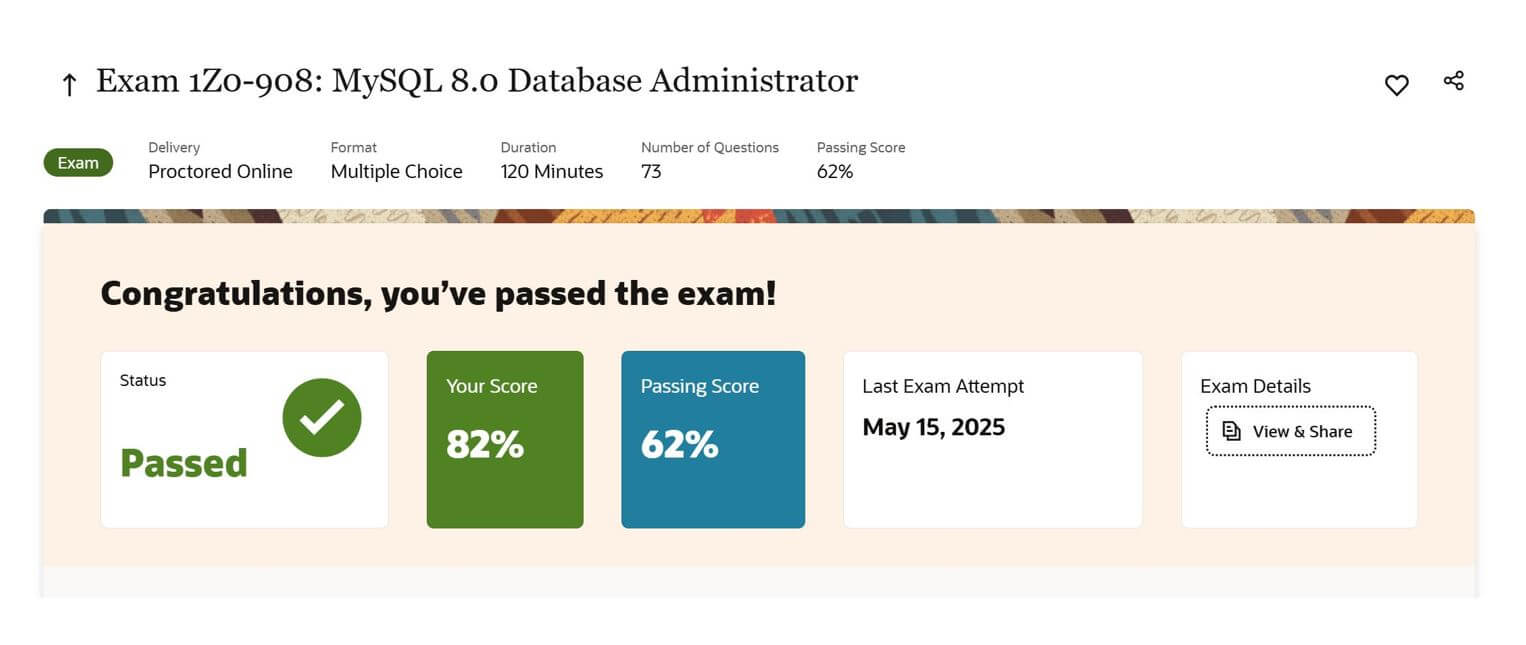 Exam 1Z0-908: MySQL 8.0 Database Administrator
Exam
Delivery
Proctored Online
Format
Multiple Choice
Duration
120 Minutes
Number of Questions
73
Passing Score
62%
Congratulations, you’ve passed the exam!
Status
Passed
Your Score
82%
Passing Score
62%
Last Exam Attempt
May 15, 2025
Exam Details
View & Share